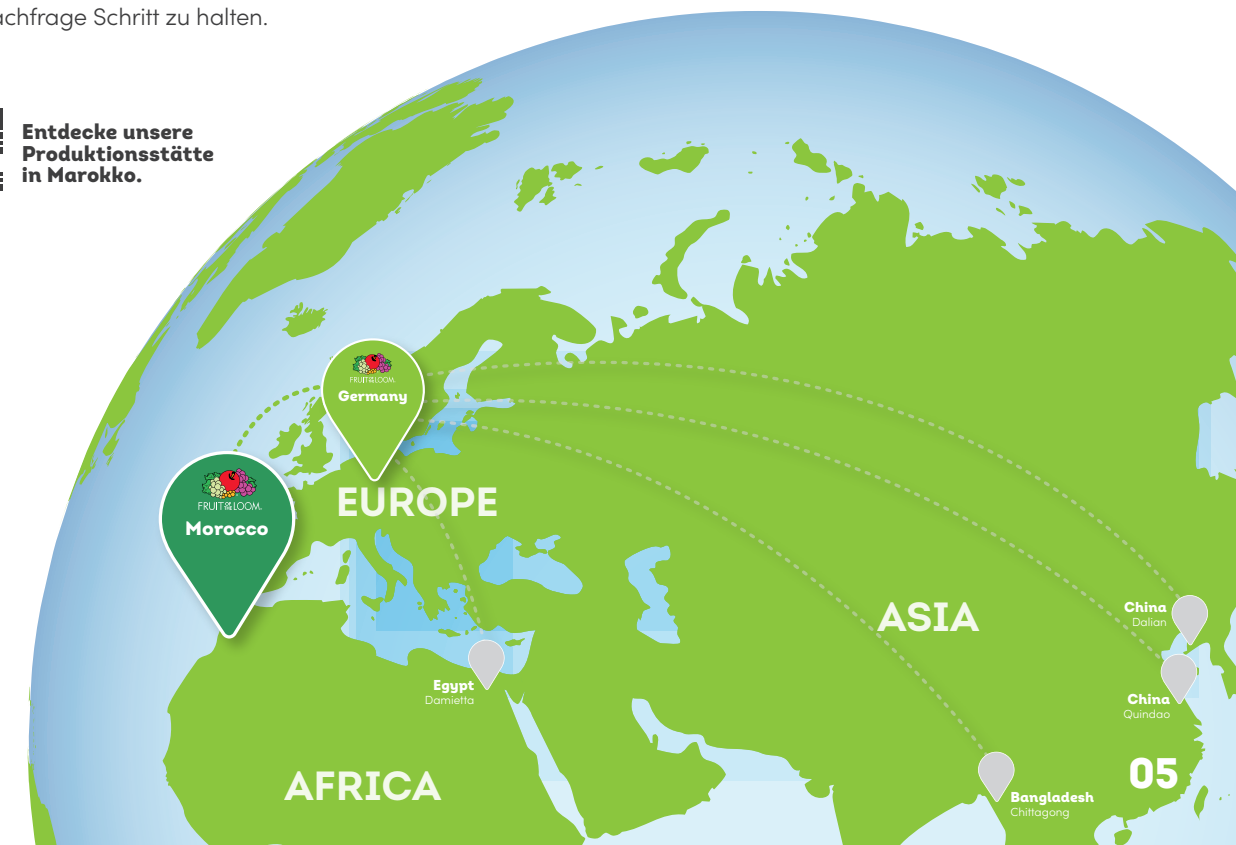 achfrage Schritt zu halten.
Entdecke unsere
Produktionsstätte
in Marokko.
FRUIT OF THE LOOM.
Germany
FRUIT OF THE LOOM.
Morocco
EUROPE
ASIA
China
Dalian
Egypt
Damietta
China
Quindao
AFRICA
05
Bangladesh
Chittagong